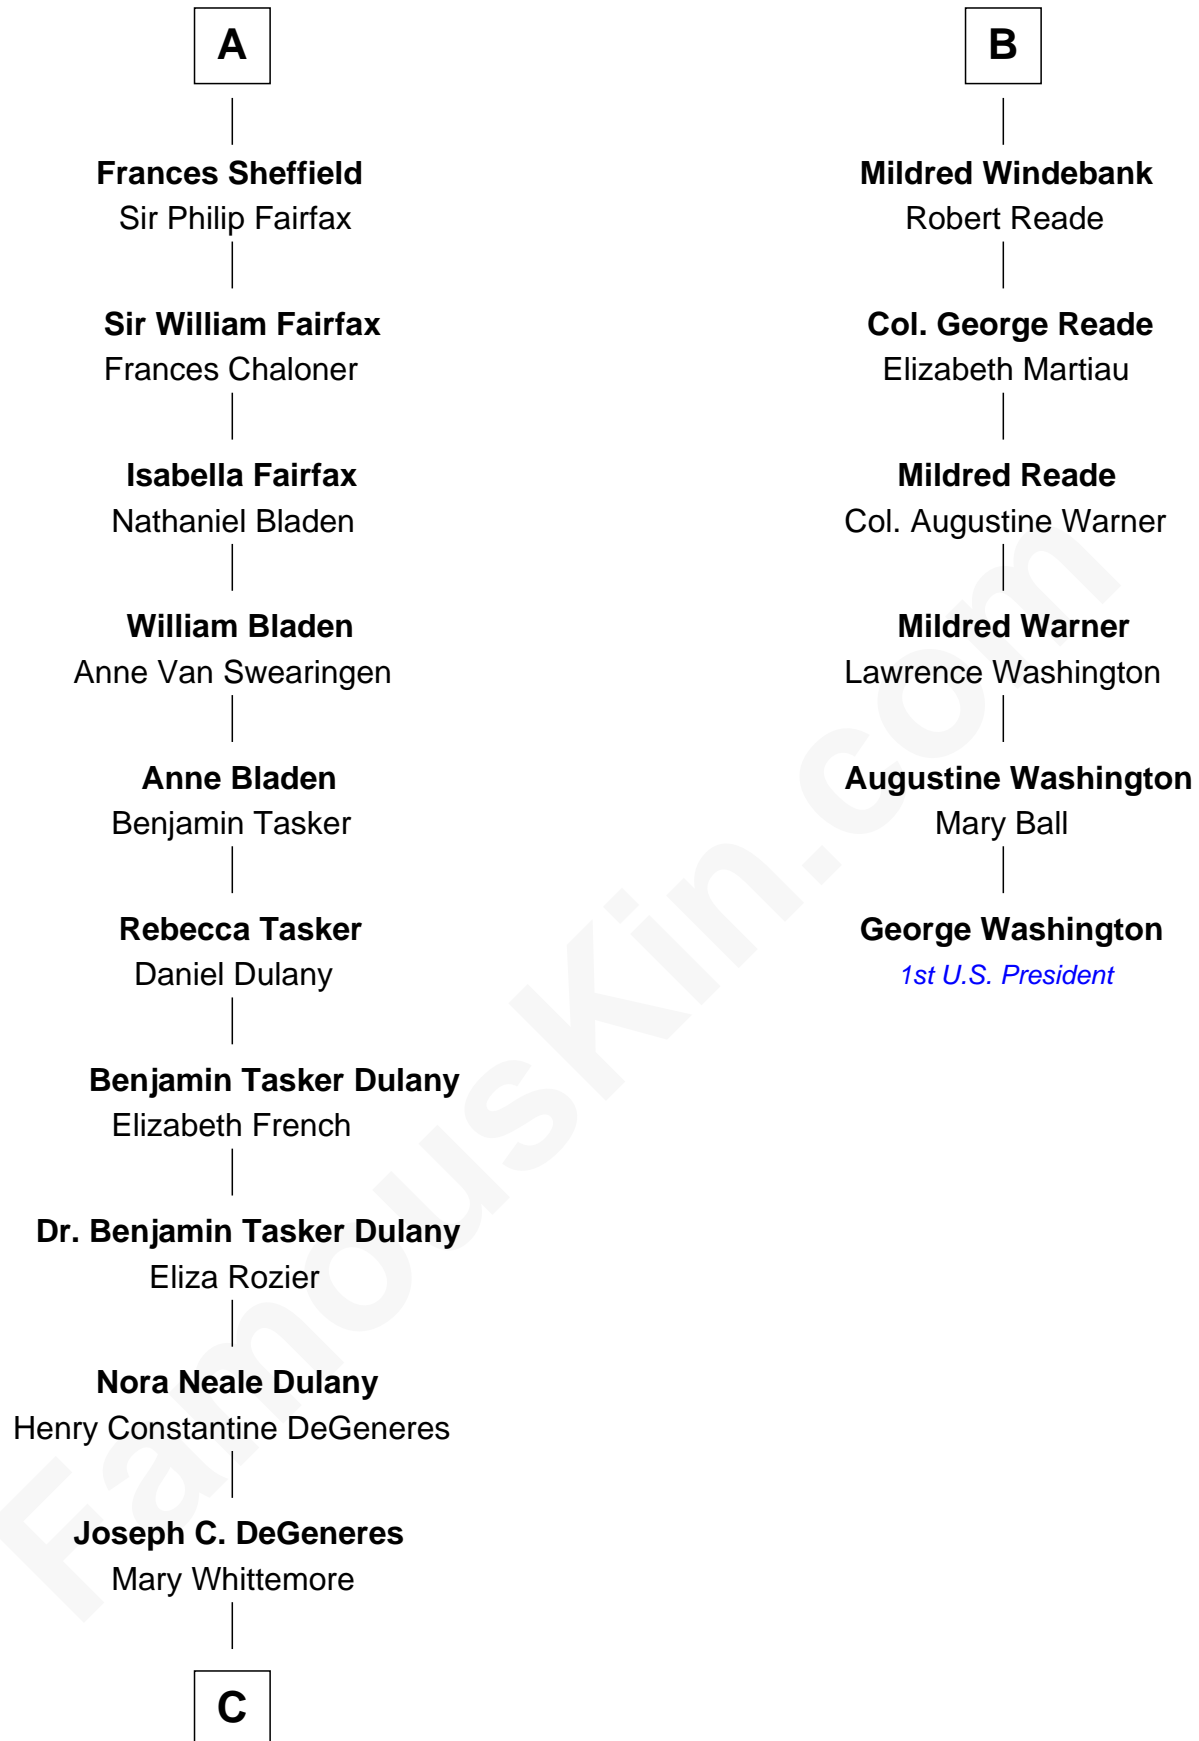 A
Frances Sheffield
Sir Philip Fairfax
Sir William Fairfax
Frances Chaloner
Isabella Fairfax
Nathaniel Bladen
William Bladen
Anne Van Swearingen
Anne Bladen
Benjamin Tasker
Rebecca Tasker
Daniel Dulany
Benjamin Tasker Dulany
Elizabeth French
Dr. Benjamin Tasker Dulany
Eliza Rozier
Nora Neale Dulany
Henry Constantine DeGeneres
Joseph C. DeGeneres
Mary Whittemore
C
B
Mildred Windebank
Robert Reade
Col. George Reade
Elizabeth Martiau
Mildred Reade
Col. Augustine Warner
Mildred Warner
Lawrence Washington
Augustine Washington
Mary Ball
George Washington
1st U.S. President
FamousKin.com